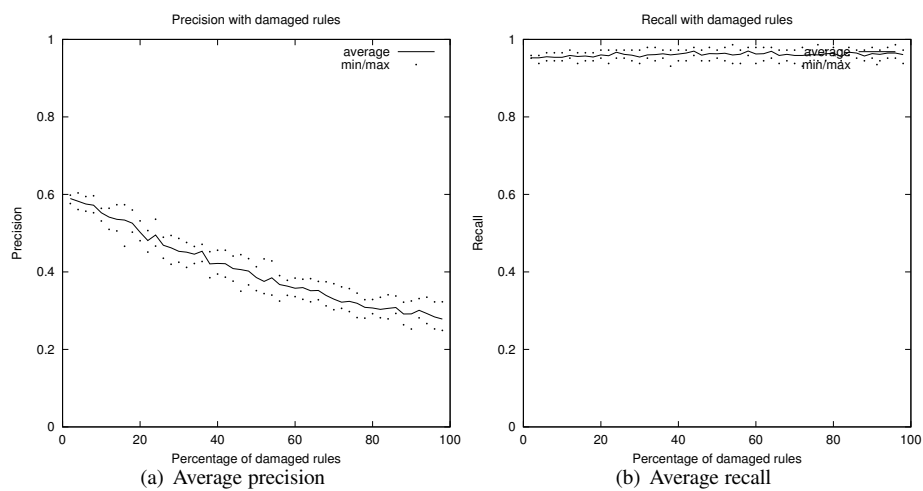 Precision with damaged rules
1
average
min/max
0.8
0.6
0.4
0.2
0
Precision
0 20 40 60 80 100
Percentage of damaged rules
(a) Average precision
Recall with damaged rules
1
average
min/max
0.8
0.6
0.4
0.2
0
Recall
0 20 40 60 80 100
Percentage of damaged rules
(b) Average recall